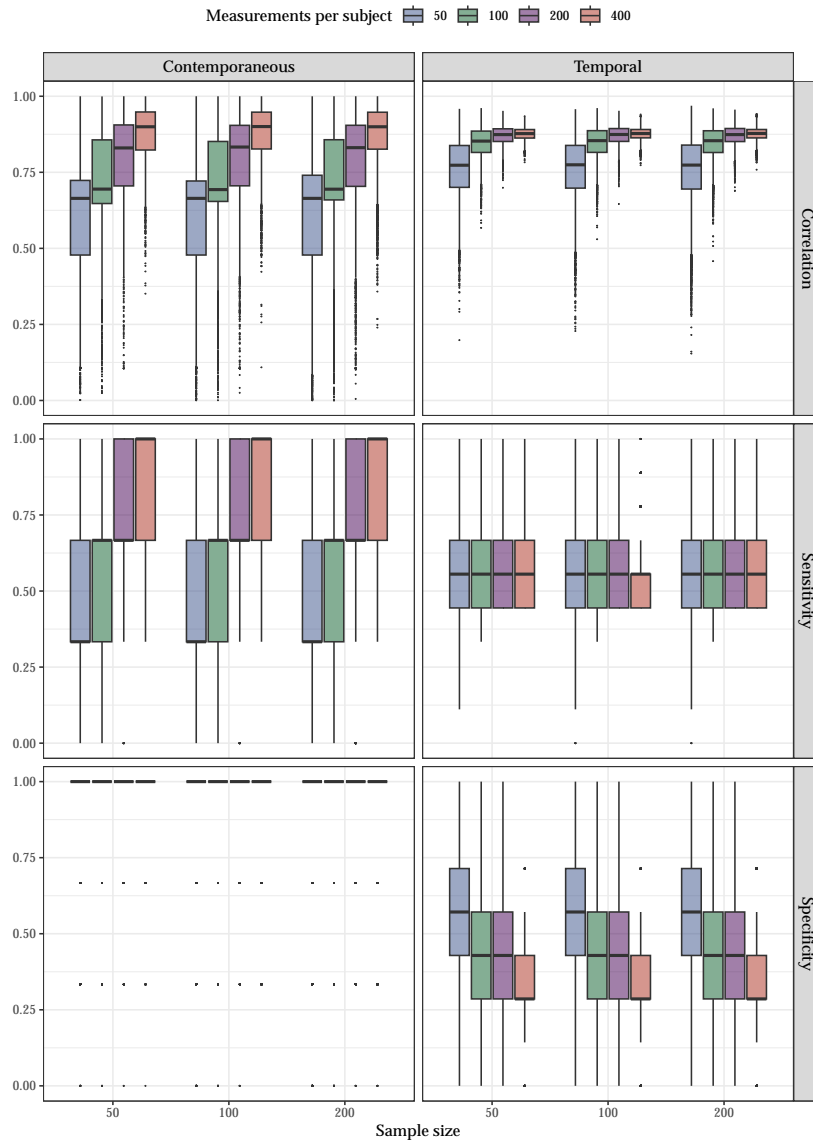 Measurements per subject 50 100 200 400
Contemporaneous Temporal
1.00
0.75
0.50
0.25
0.00
Correlation
1.00
0.75
0.50
0.25
0.00
Sensitivity
1.00
0.75
0.50
0.25
0.00
Specificity
50 100 200 50 100 200
Sample size